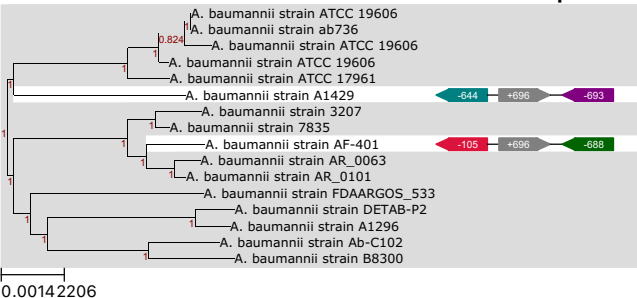 A. baumannii strain ATCC 19606
1 A. baumannii strain ab736
0.824 A. baumannii strain ATCC 19606
1 A. baumannii strain ATCC 19606
1 A. baumannii strain ATCC 17961
A. baumannii strain A1429 -644 +696 -693
1 A. baumannii strain 3207
1 A. baumannii strain 7835
1
1 A. baumannii strain AF-401 -105 +696 -688
1 A. baumannii strain AR_0063
1 1 A. baumannii strain AR_0101
A. baumannii strain FDAARGOS_533
1 A. baumannii strain DETAB-P2
1 A. baumannii strain A1296
1 A. baumannii strain Ab-C102
1 A. baumannii strain B8300
0.00142206